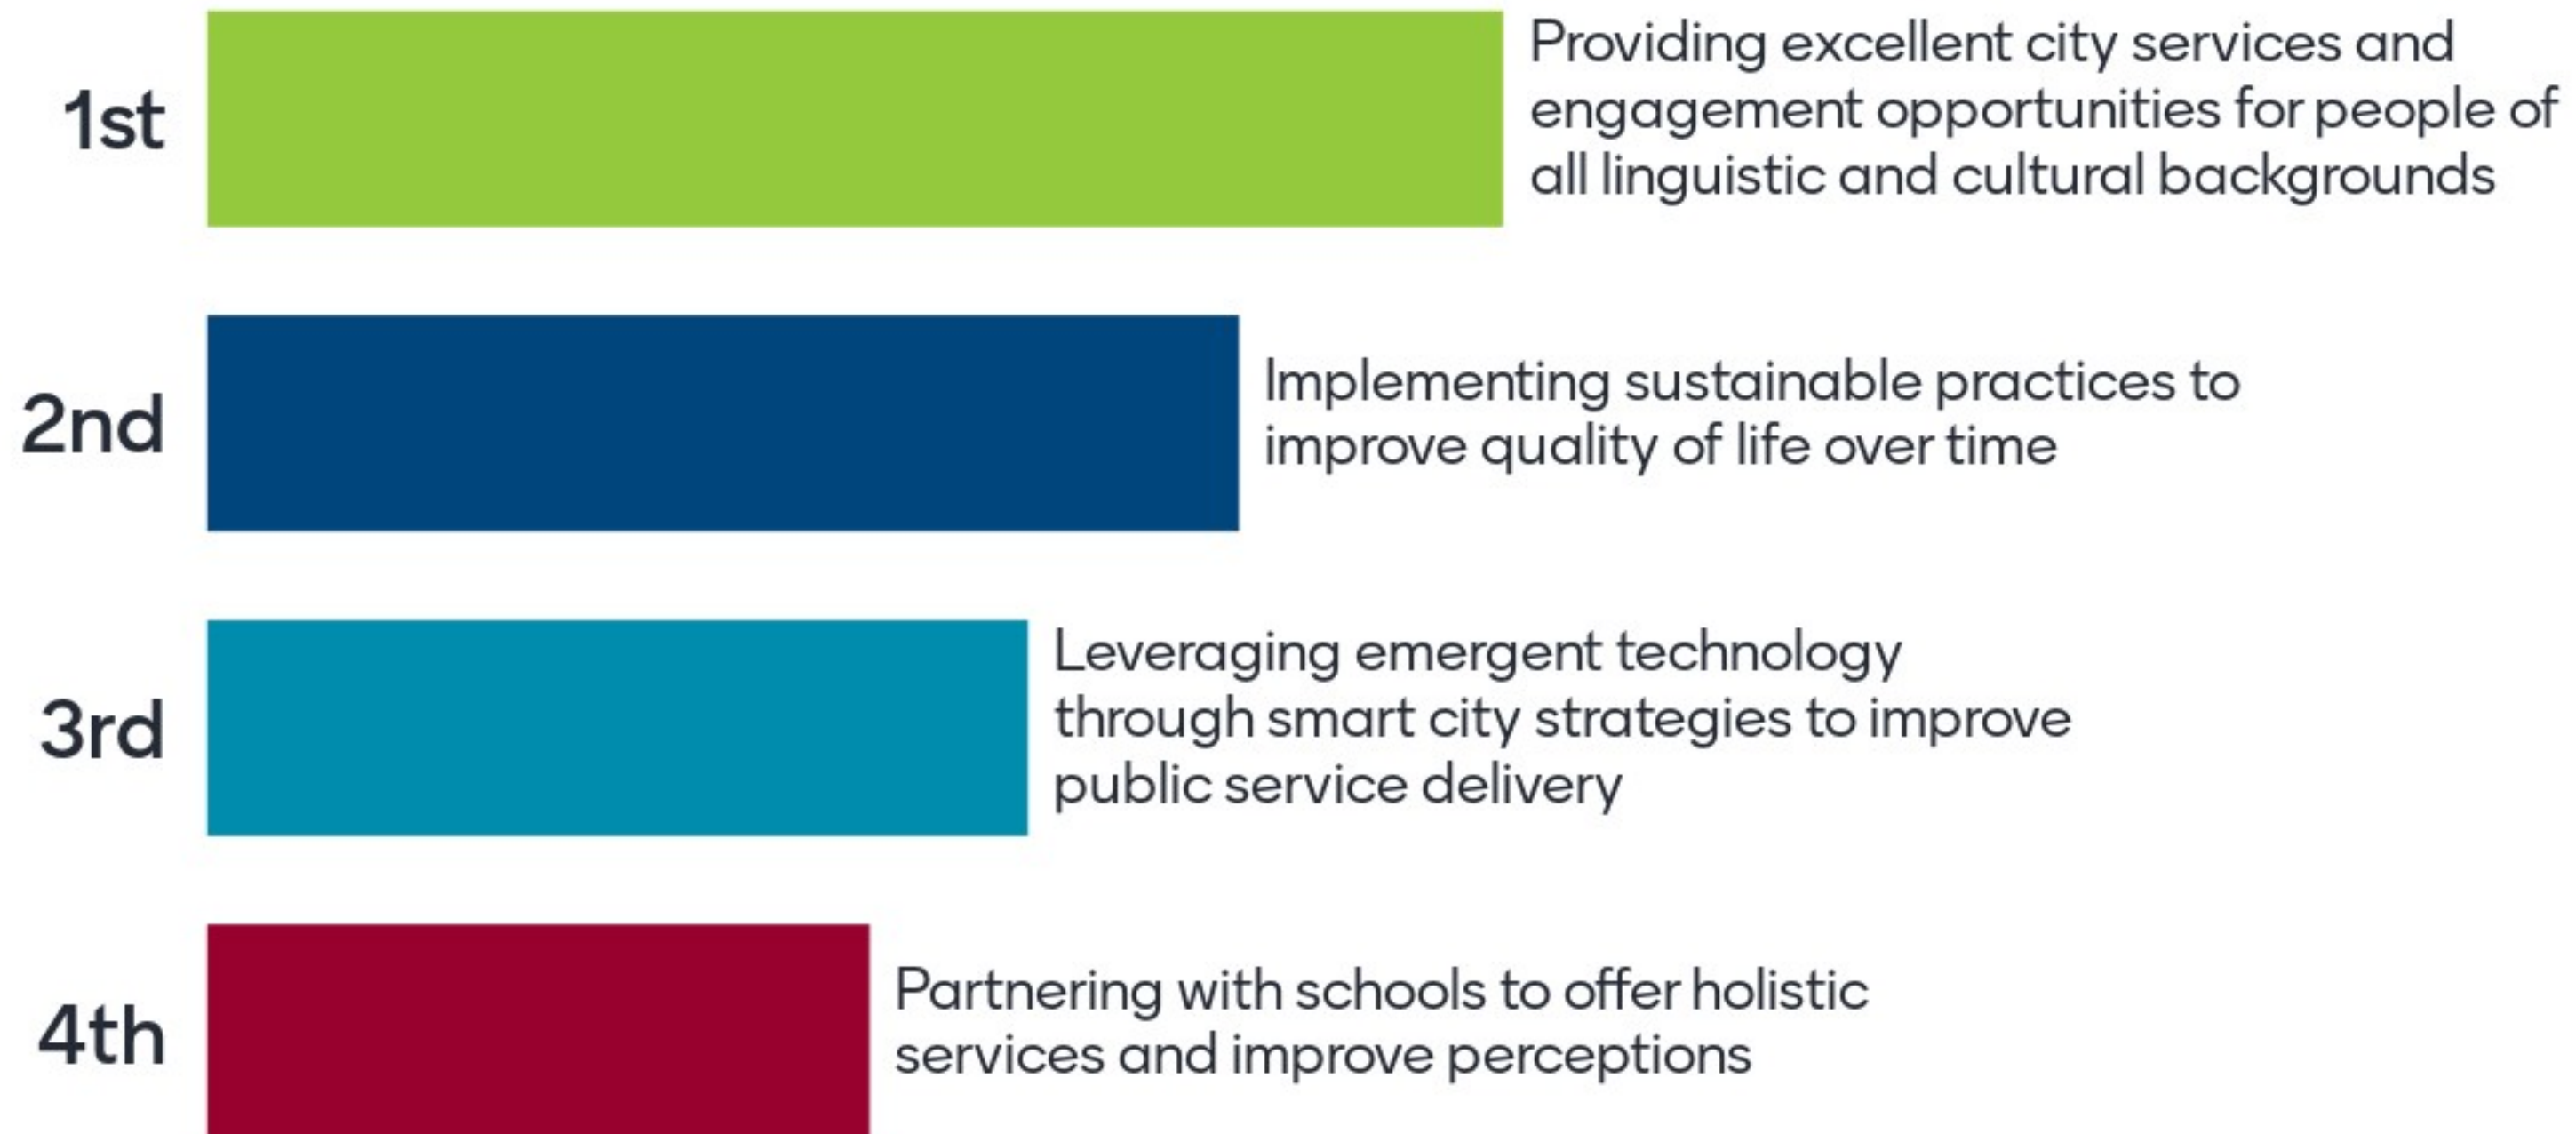 1st
Providing excellent city services and
engagement opportunities for people of
all linguistic and cultural backgrounds
2nd
Implementing sustainable practices to
improve quality of life over time
3rd
Leveraging emergent technology
through smart city strategies to improve
public service delivery
4th
Partnering with schools to offer holistic
services and improve perceptions